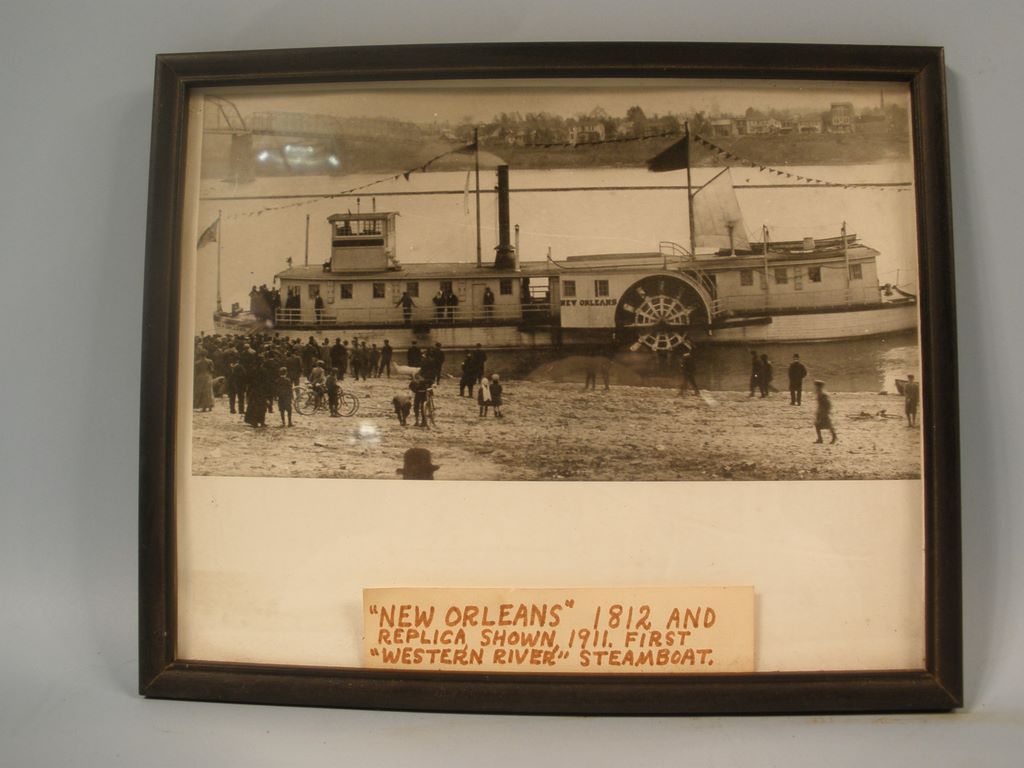 NEW ORLEANS
"NEW ORLEANS" 1812 AND
REPLICA, SHOWN, 1911. FIRST
"WESTERN RIVER" STEAMBOAT.